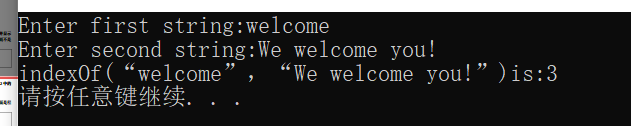 Enter first string:welcome
Enter second string:We welcome you!
indexOf(“welcome”, “We welcome you!”)is:3
请按任意键继续. . .